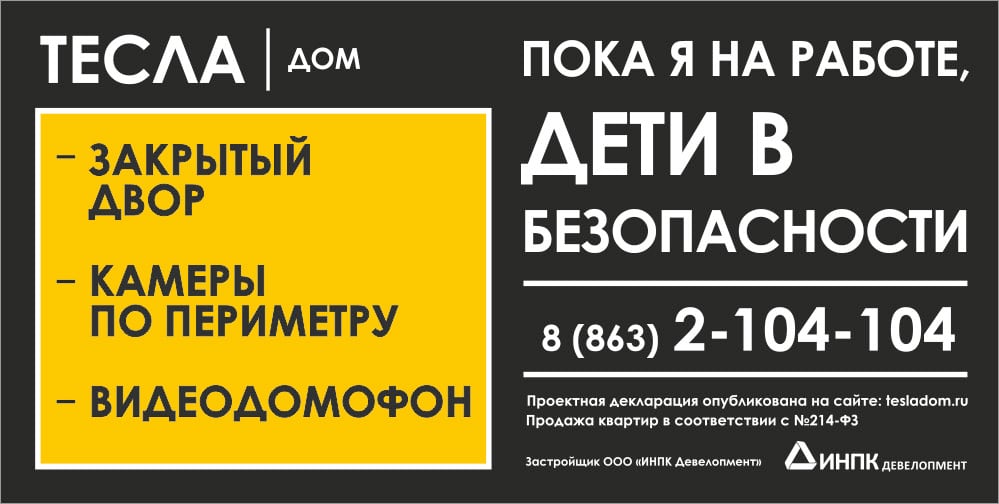 ТЕСЛА | ДОМ
– ЗАКРЫТЫЙ
ДВОР
– КАМЕРЫ
ПО ПЕРИМЕТРУ
– ВИДЕОДОМОФОН
ПОКА Я НА РАБОТЕ,
ДЕТИ В
БЕЗОПАСНОСТИ
8 (863) 2-104-104
Проектная декларация опубликована на сайте: tesladom.ru
Продажа квартир в соответствии с №214-ФЗ
Застройщик ООО «ИНПК Девелопмент»
ИНПК ДЕВЕЛОПМЕНТ